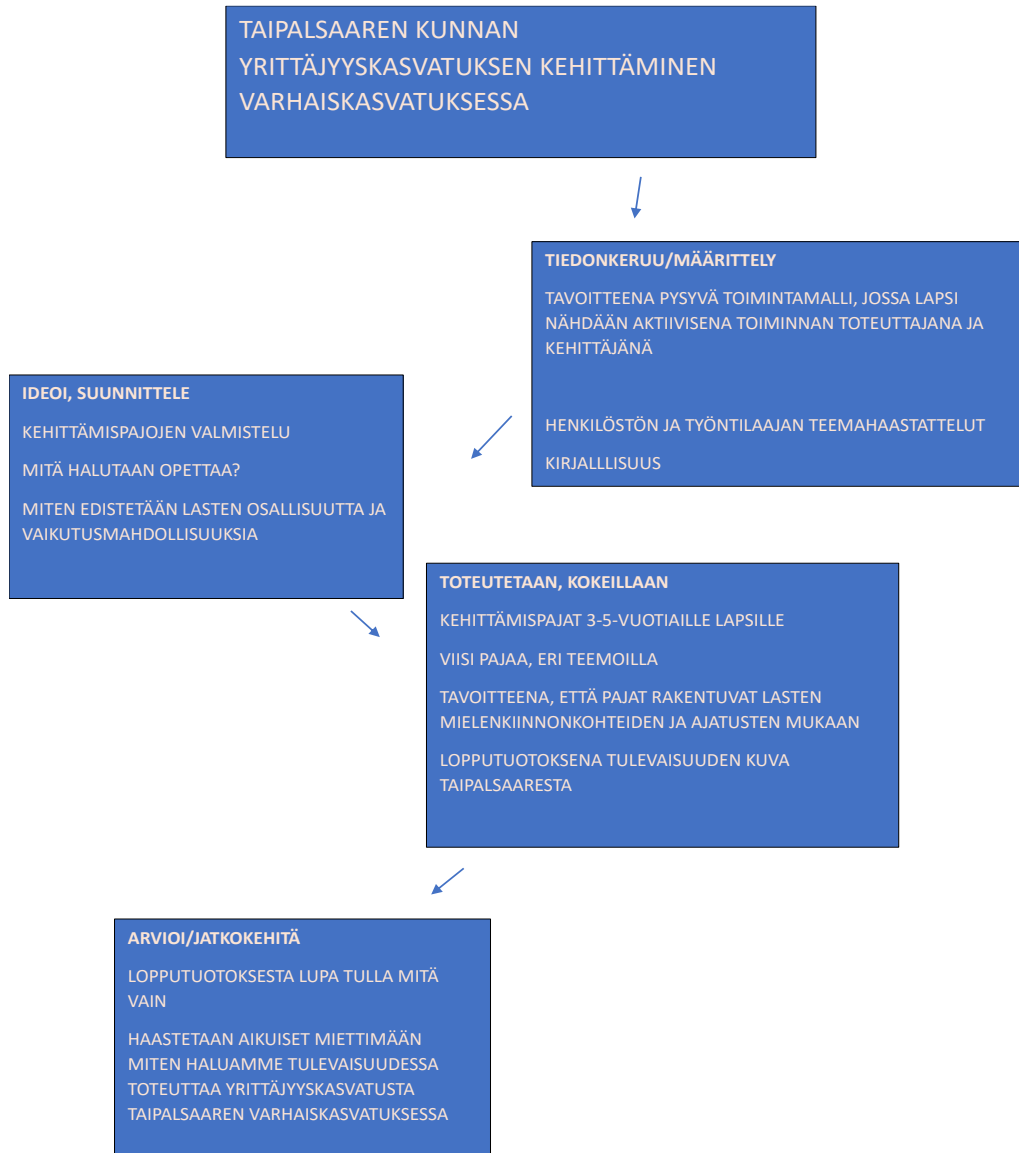 TAIPALSAAREN KUNNAN
YRITTÄJYYSKASVATUKSEN KEHITTÄMINEN
VARHAISKASVATUKSESSA
TIEDONKERUU/MÄÄRITTELY
TAVOITTEENA PYSYVÄ TOIMINTAMALLI, JOSSA LAPSI
NÄHDÄÄN AKTIIVISENA TOIMINNAN TOTEUTTAJANA JA
KEHITTÄJÄNÄ
HENKILÖSTÖN JA TYÖNTILAAJAN TEEMAHAASTATTELUT
KIRJALLLISUUS
IDEOI, SUUNNITTELE
KEHITTÄMISPAJOJEN VALMISTELU
MITÄ HALUTAAN OPETTAA?
MITEN EDISTETÄÄN LASTEN OSALLISUUTTA JA
VAIKUTUSMAHDOLLISUUKSIA
TOTEUTETAAN, KOKEILLAAN
KEHITTÄMISPAJAT 3-5-VUOTIAILLE LAPSILLE
VIISI PAJAA, ERI TEEMOILLA
TAVOITTEENA, ETTÄ PAJAT RAKENTUVAT LASTEN
MIELENKIINNONKOHTEIDEN JA AJATUSTEN MUKAAN
LOPPUTUOTOKSENA TULEVAISUUDEN KUVA
TAIPALSAARESTA
ARVIOI/JATKOKEHITÄ
LOPPUTUOTOKSESTA LUPA TULLA MITÄ
VAIN
HAASTETAAN AIKUISET MIETTIMÄÄN
MITEN HALUAMME TULEVAISUUDESSA
TOTEUTTAA YRITTÄJYYSKASVATUSTA
TAIPALSAAREN VARHAISKASVATUKSESSA